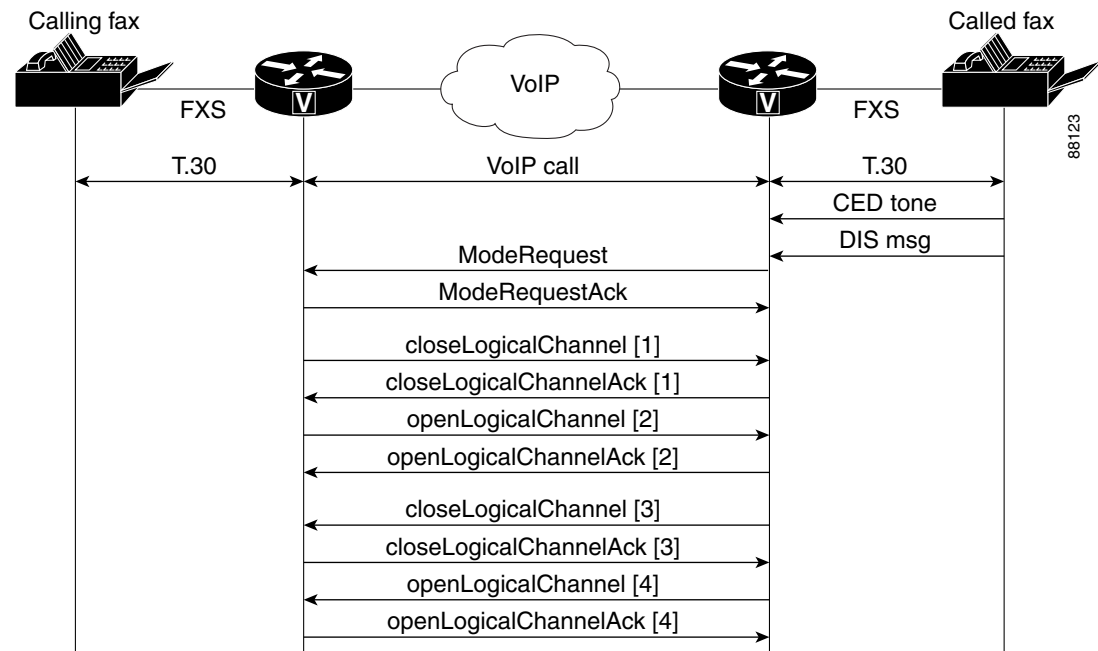 Calling fax
Called fax
VoIP
V
V
FXS
FXS
88123
T.30
VoIP call
T.30
CED tone
DIS msg
ModeRequest
ModeRequestAck
closeLogicalChannel [1]
closeLogicalChannelAck [1]
openLogicalChannel [2]
openLogicalChannelAck [2]
closeLogicalChannel [3]
closeLogicalChannelAck [3]
openLogicalChannel [4]
openLogicalChannelAck [4]